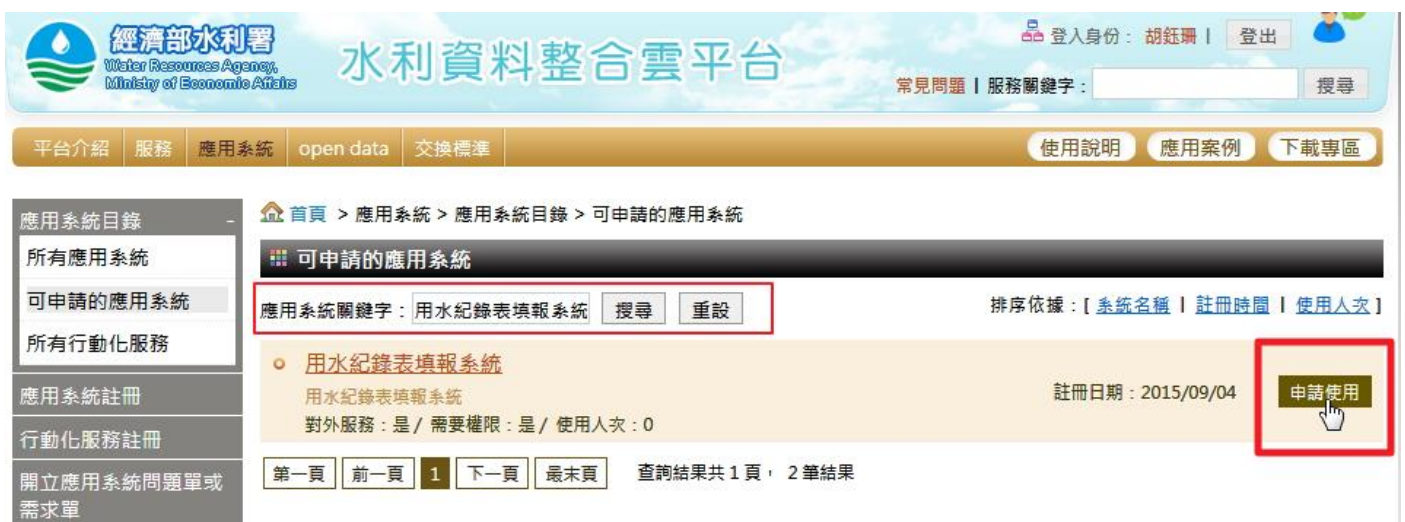 經濟部水利署
Water Resources Agency,
Ministry of Economic Affairs
水利資料整合雲平台
登入身份： 胡鈺珊 | 登出
常見問題 | 服務關鍵字： 搜尋
平台介紹 服務 應用系統 open data 交換標準 使用說明 應用案例 下載專區
應用系統目錄 -
所有應用系統
可申請的應用系統
所有行動化服務
應用系統註冊
行動化服務註冊
開立應用系統問題單或
需求單
首頁 > 應用系統 > 應用系統目錄 > 可申請的應用系統
可申請的應用系統
應用系統關鍵字：用水紀錄表填報系統 搜尋 重設 排序依據：[ 系統名稱 | 註冊時間 | 使用人次 ]
用水紀錄表填報系統
用水紀錄表填報系統
對外服務：是 / 需要權限：是 / 使用人次：0
註冊日期：2015/09/04 申請使用
第一頁 前一頁 1 下一頁 最末頁 查詢結果共 1 頁， 2 筆結果